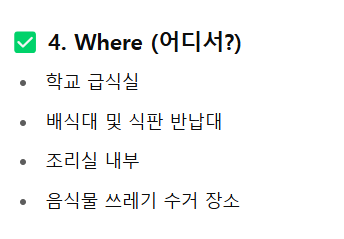 ✅ 4. Where (어디서?)
• 학교 급식실
• 배식대 및 식판 반납대
• 조리실 내부
• 음식물 쓰레기 수거 장소